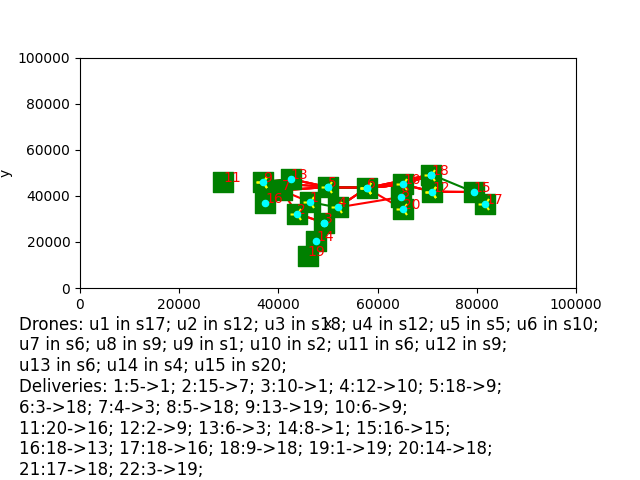 100000
80000
60000
40000
20000
0
y
0 20000 40000 60000 80000 100000
x
11
3
18
15
17
14
Drones: u1 in s17; u2 in s12; u3 in s18; u4 in s12; u5 in s5; u6 in s10;
u7 in s6; u8 in s9; u9 in s1; u10 in s2; u11 in s6; u12 in s9;
u13 in s6; u14 in s4; u15 in s20;
Deliveries: 1:5->1; 2:15->7; 3:10->1; 4:12->10; 5:18->9;
6:3->18; 7:4->3; 8:5->18; 9:13->19; 10:6->9;
11:20->16; 12:2->9; 13:6->3; 14:8->1; 15:16->15;
16:18->13; 17:18->16; 18:9->18; 19:1->19; 20:14->18;
21:17->18; 22:3->19;